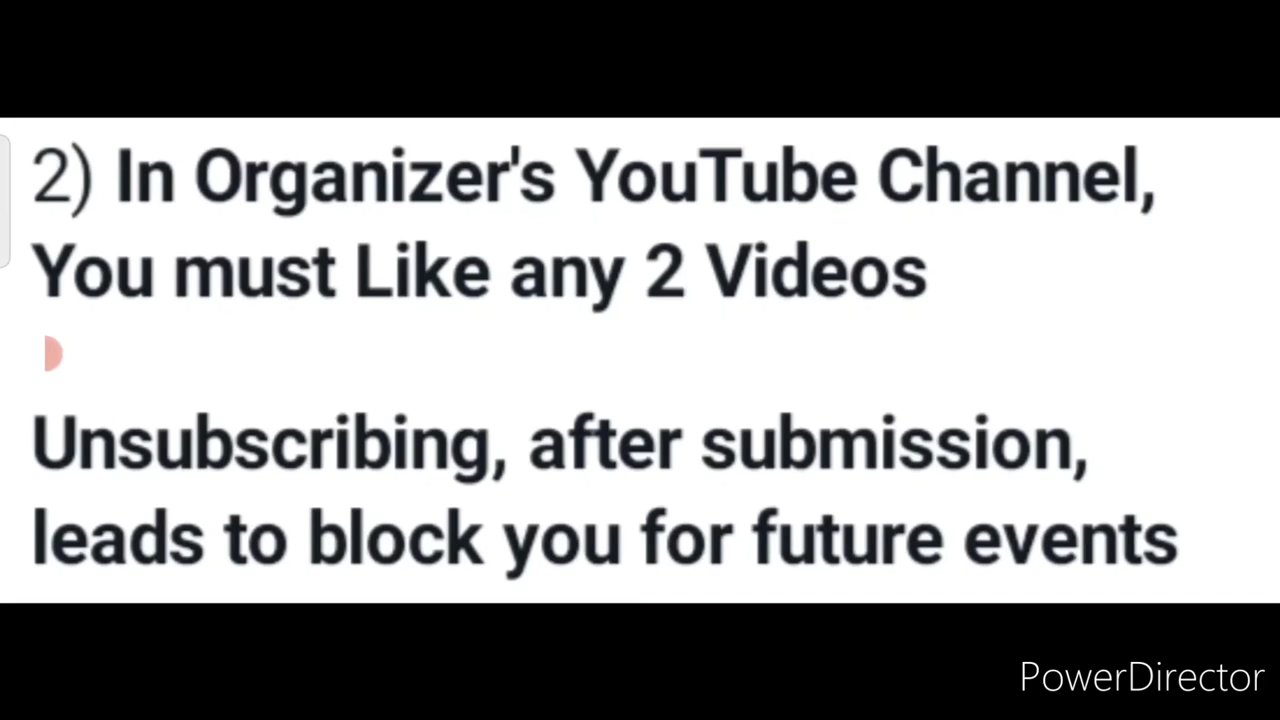 2) In Organizer's YouTube Channel,
You must Like any 2 Videos
Unsubscribing, after submission,
leads to block you for future events
PowerDirector